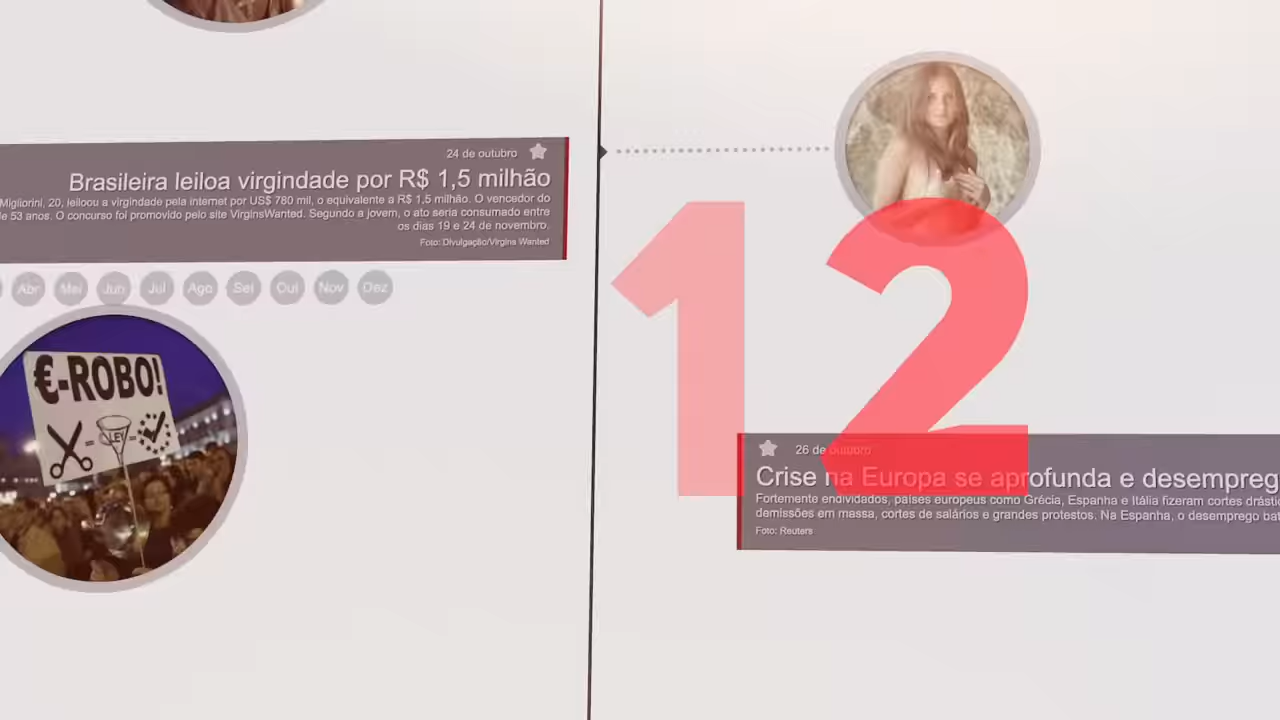 24 de outubro
Brasileira leiloa virgindade por R$ 1,5 milhão
Migliorini, 20, leiloou a virgindade pela internet por US$ 780 mil, o equivalente a R$ 1,5 milhão. O vencedor do
de 53 anos. O concurso foi promovido pelo site VirginsWanted. Segundo a jovem, o ato seria consumado entre
os dias 19 e 24 de novembro.
Foto: Divulgação/Virgins Wanted
Abr Mai Jun Jul Ago Set Out Nov Dez
12
€-ROBO!
LEY
26 de outubro
Crise na Europa se aprofunda e desempreg
Fortemente endividados, países europeus como Grécia, Espanha e Itália fizeram cortes drásti
demissões em massa, cortes de salários e grandes protestos. Na Espanha, o desemprego bat
Foto: Reuters